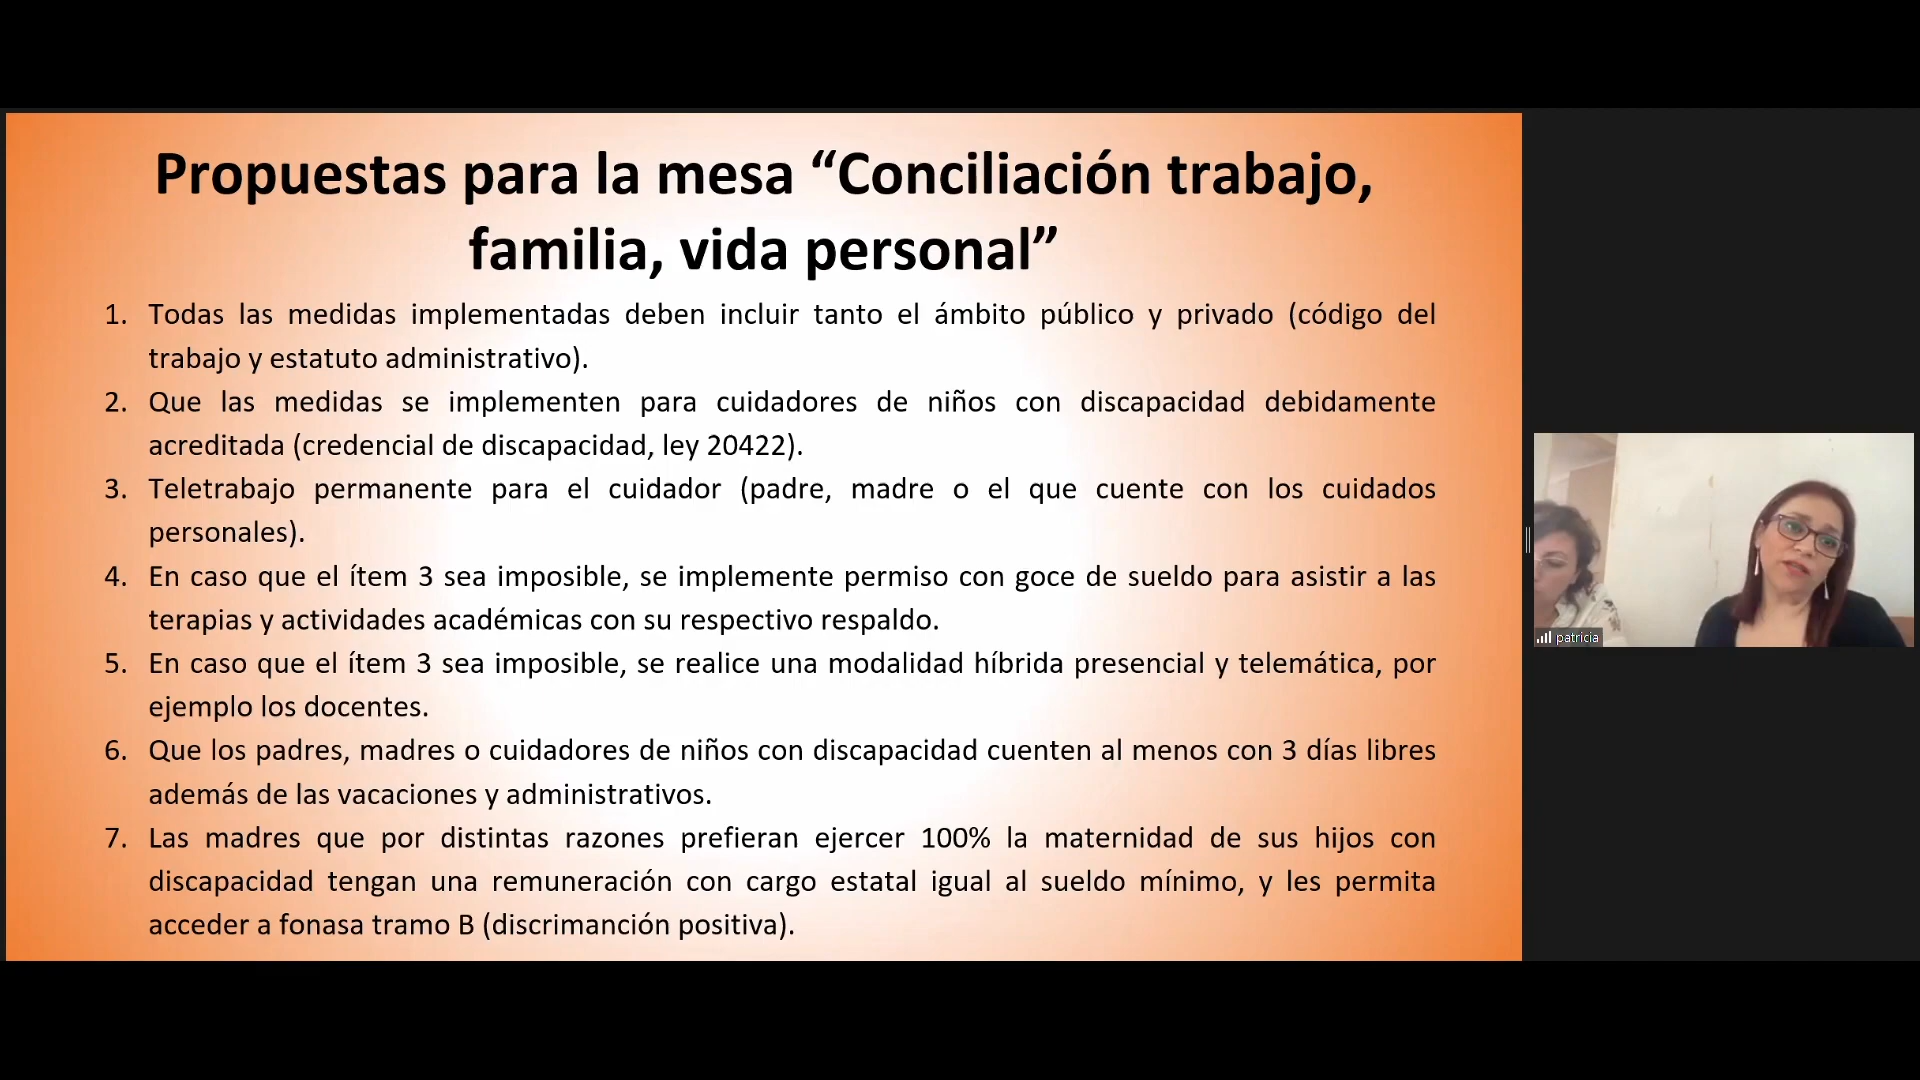 Propuestas para la mesa “Conciliación trabajo,
familia, vida personal”
1. Todas las medidas implementadas deben incluir tanto el ámbito público y privado (código del
trabajo y estatuto administrativo).
2. Que las medidas se implementen para cuidadores de niños con discapacidad debidamente
acreditada (credencial de discapacidad, ley 20422).
3. Teletrabajo permanente para el cuidador (padre, madre o el que cuente con los cuidados
personales).
4. En caso que el ítem 3 sea imposible, se implemente permiso con goce de sueldo para asistir a las
terapias y actividades académicas con su respectivo respaldo.
5. En caso que el ítem 3 sea imposible, se realice una modalidad híbrida presencial y telemática, por
ejemplo los docentes.
6. Que los padres, madres o cuidadores de niños con discapacidad cuenten al menos con 3 días libres
además de las vacaciones y administrativos.
7. Las madres que por distintas razones prefieran ejercer 100% la maternidad de sus hijos con
discapacidad tengan una remuneración con cargo estatal igual al sueldo mínimo, y les permita
acceder a fonasa tramo B (discrimanción positiva).
patricia